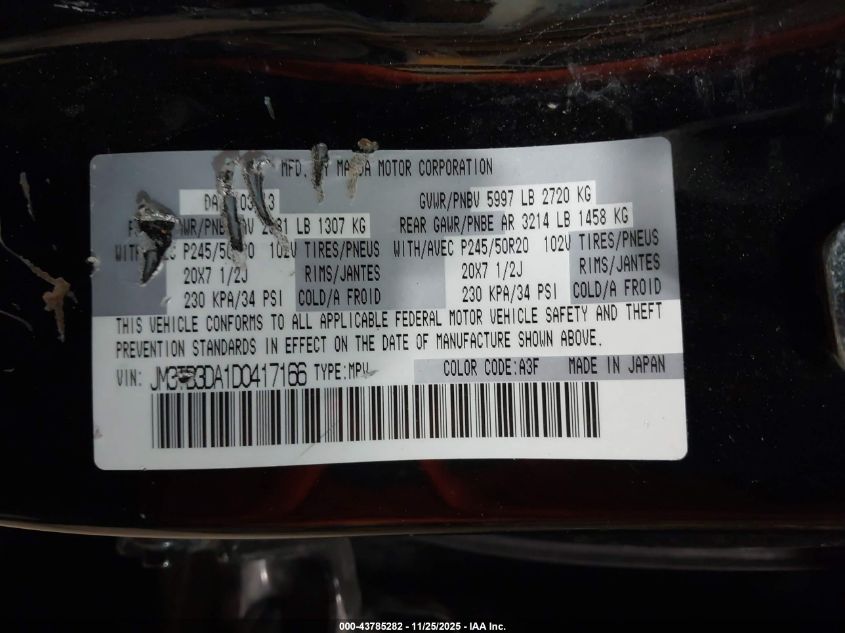 MFD. BY MAZDA MOTOR CORPORATION
GVWR/PNBV 5997 LB 2720 KG
LB 1307 KG REAR GAWR/PNBE AR 3214 LB 1458 KG
102V TIRES/PNEUS WITH/AVEC P245/50R20 102V TIRES/PNEUS
20X7 1/2J RIMS/JANTES 20X7 1/2J RIMS/JANTES
230 KPA/34 PSI COLD/A FROID 230 KPA/34 PSI COLD/A FROID
THIS VEHICLE CONFORMS TO ALL APPLICABLE FEDERAL MOTOR VEHICLE SAFETY AND THEFT
PREVENTION STANDARDS IN EFFECT ON THE DATE OF MANUFACTURE SHOWN ABOVE.
VIN: TYPE:MPV COLOR CODE:A3F MADE IN JAPAN
000-43785282 - 11/25/2025 - IAA Inc.